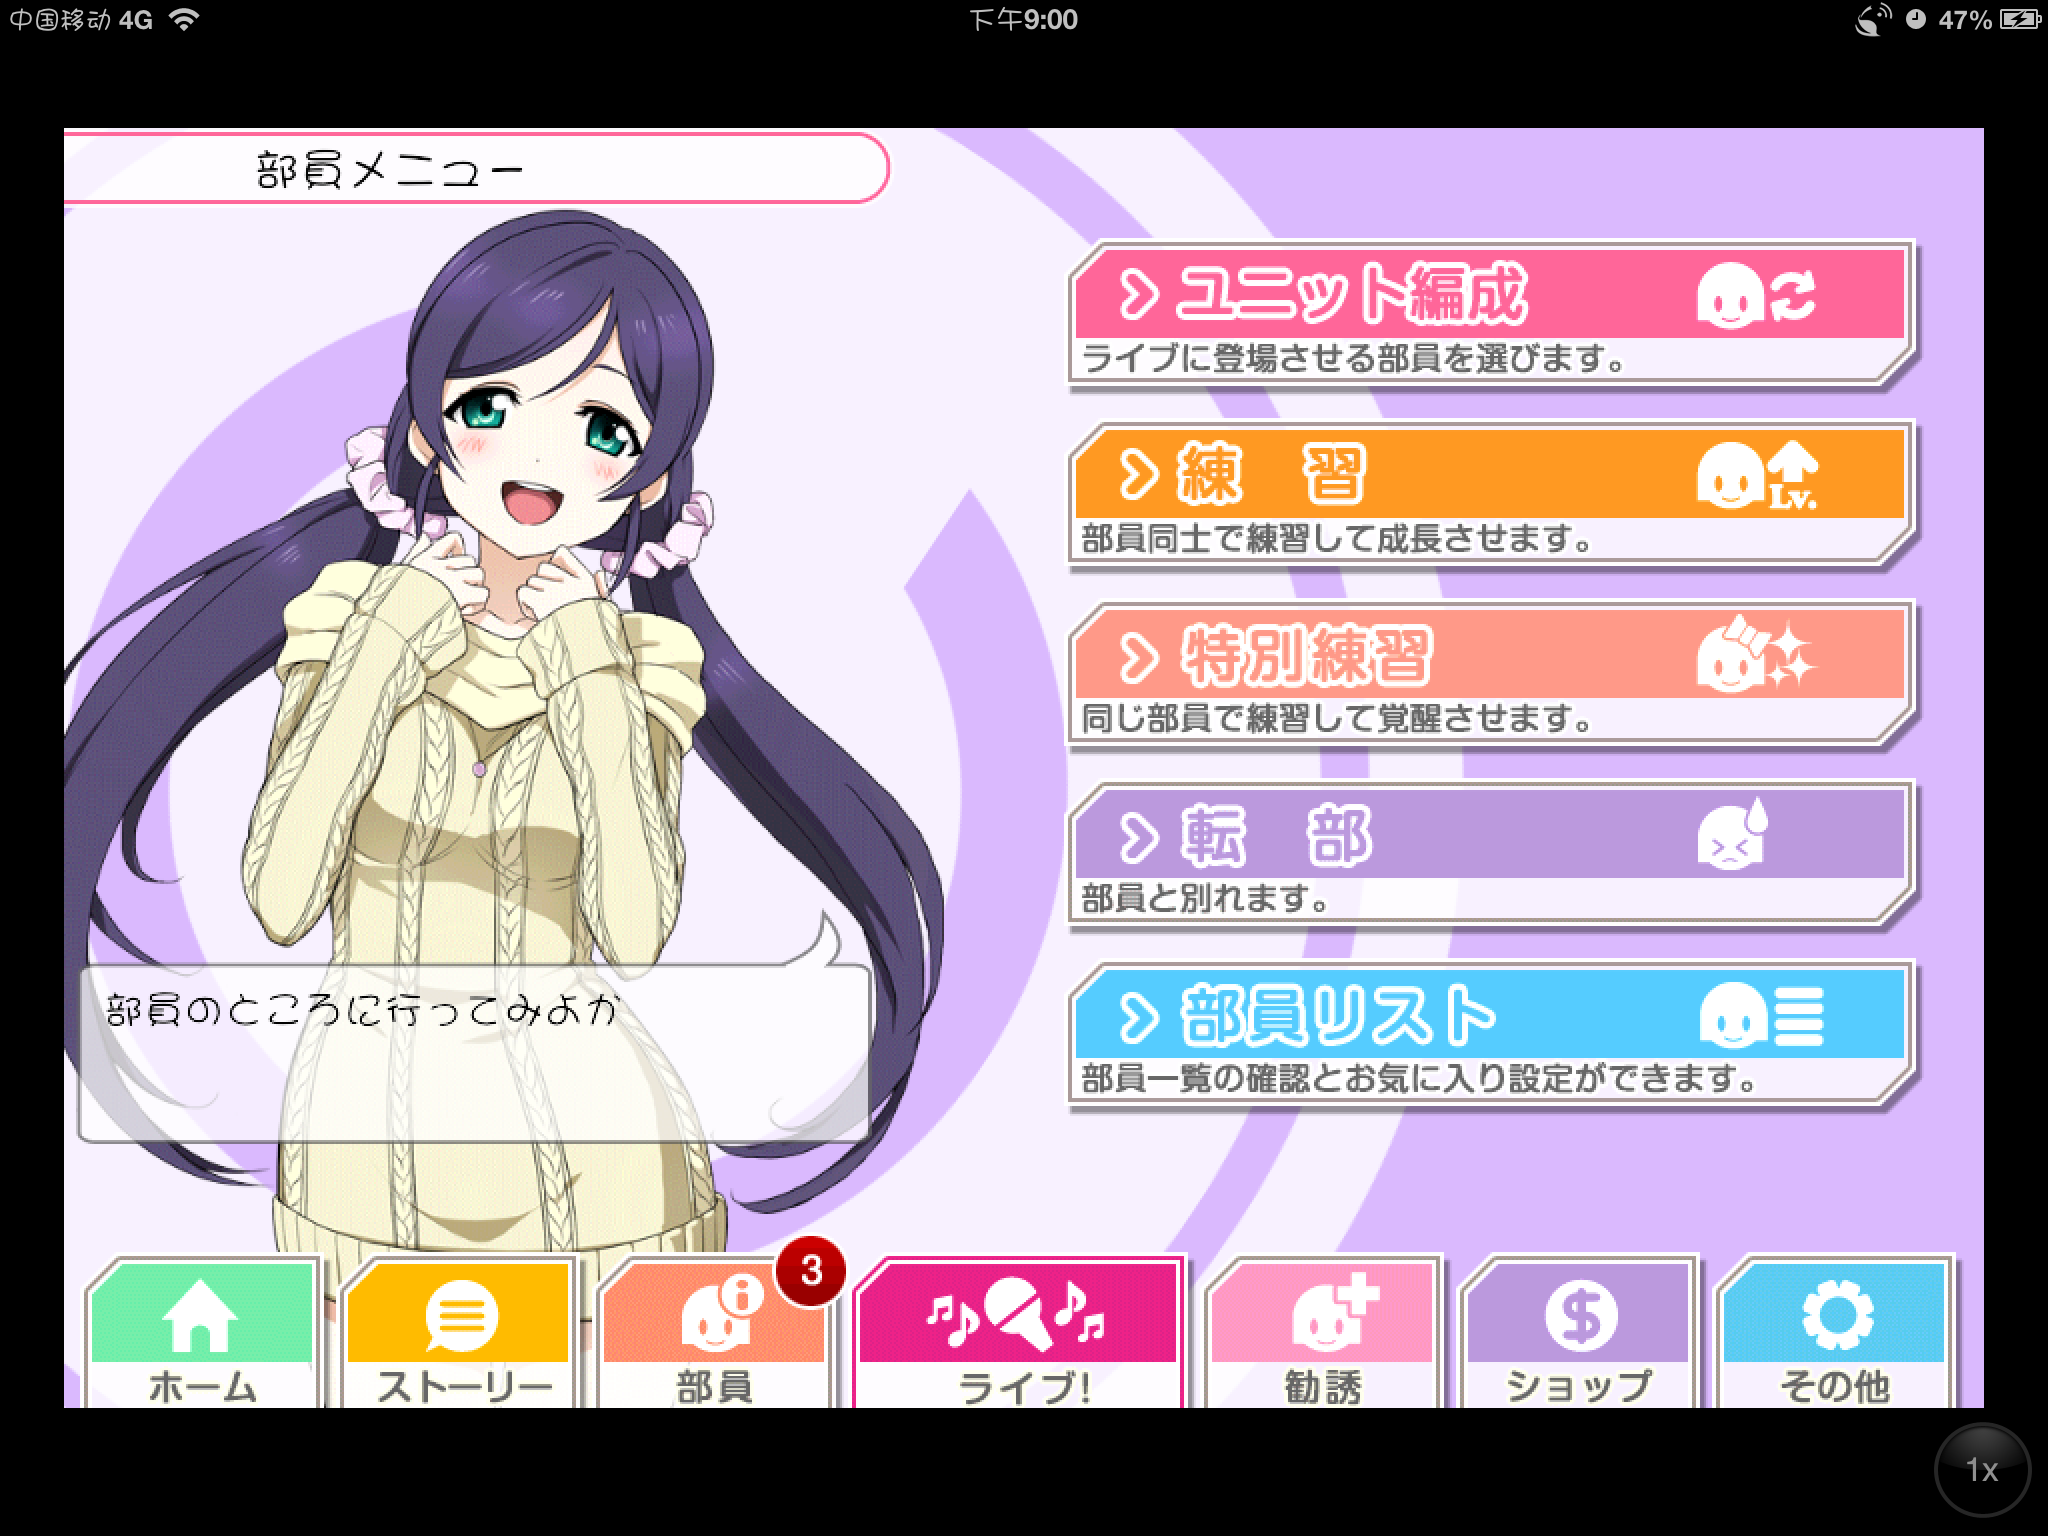 中国移动 4G
下午9:00
47%
部員メニュー
ユニット編成
ライブに登場させる部員を選びます。
練　習
Lv.
部員同士で練習して成長させます。
特別練習
同じ部員で練習して覚醒させます。
転　部
部員と別れます。
部員リスト
部員一覧の確認とお気に入り設定ができます。
部員のところに行ってみよか
3
ホーム
ストーリー
部員
ライブ!
勧誘
ショップ
その他
1x